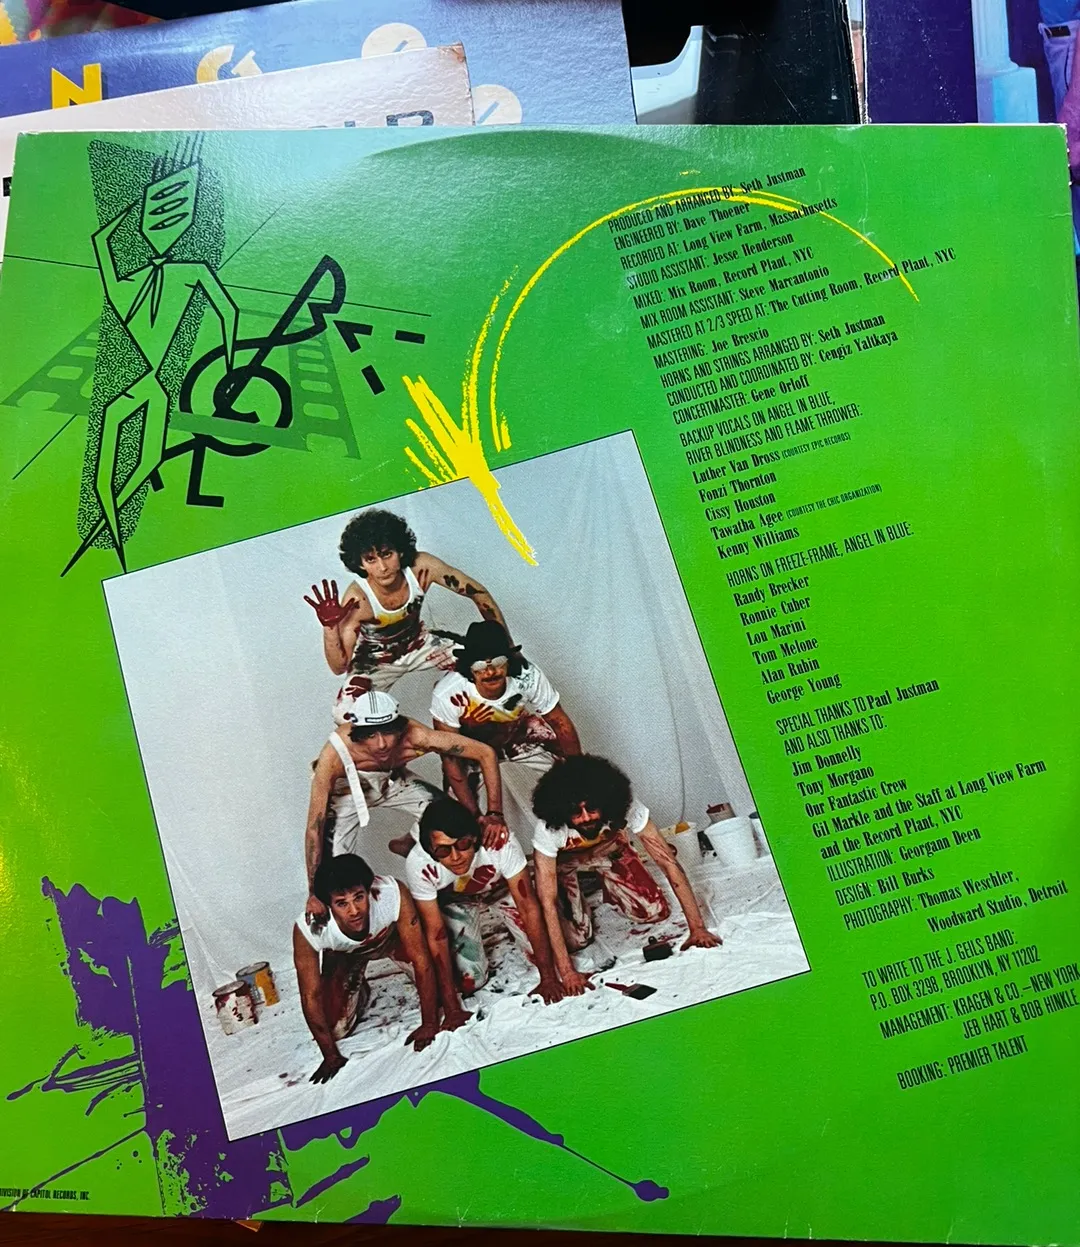 N G
PRODUCED AND ARRANGED BY: Seth Justman
ENGINEERED BY: Dave Thoener
RECORDED AT: Long View Farm, Massachusetts
STUDIO ASSISTANT: Jesse Henderson
MIXED: Mix Room, Record Plant, NYC
MIX ROOM ASSISTANT: Steve Marcantonio
MASTERED AT 2/3 SPEED AT: The Cutting Room, Record Plant, NYC
MASTERING: Joe Brescio
HORNS AND STRINGS ARRANGED BY: Seth Justman
CONDUCTED AND COORDINATED BY: Cengiz Yaltkaya
CONCERTMASTER: Gene Orloff
BACKUP VOCALS ON ANGEL IN BLUE,
RIVER BLINDNESS AND FLAME THROWER:
Luther Van Dross (COURTESY EPIC RECORDS)
Fonzi Thornton
Cissy Houston
Tawatha Agee (COURTESY THE CHIC ORGANIZATION)
Kenny Williams
HORNS ON FREEZE-FRAME, ANGEL IN BLUE:
Randy Brecker
Ronnie Cuber
Lou Marini
Tom Melone
Alan Rubin
George Young
SPECIAL THANKS TO Paul Justman
AND ALSO THANKS TO:
Jim Donnelly
Tony Morgano
Our Fantastic Crew
Gil Markle and the Staff at Long View Farm
and the Record Plant, NYC
ILLUSTRATION: Georgann Deen
DESIGN: Bill Burks
PHOTOGRAPHY: Thomas Weschler,
Woodward Studio, Detroit
TO WRITE TO THE J. GEILS BAND:
P.O. BOX 3298, BROOKLYN, NY 11202
MANAGEMENT: KRAGEN & CO.—NEW YORK
JEB HART & BOB HINKLE
BOOKING: PREMIER TALENT
DIVISION OF CAPITOL RECORDS, INC.